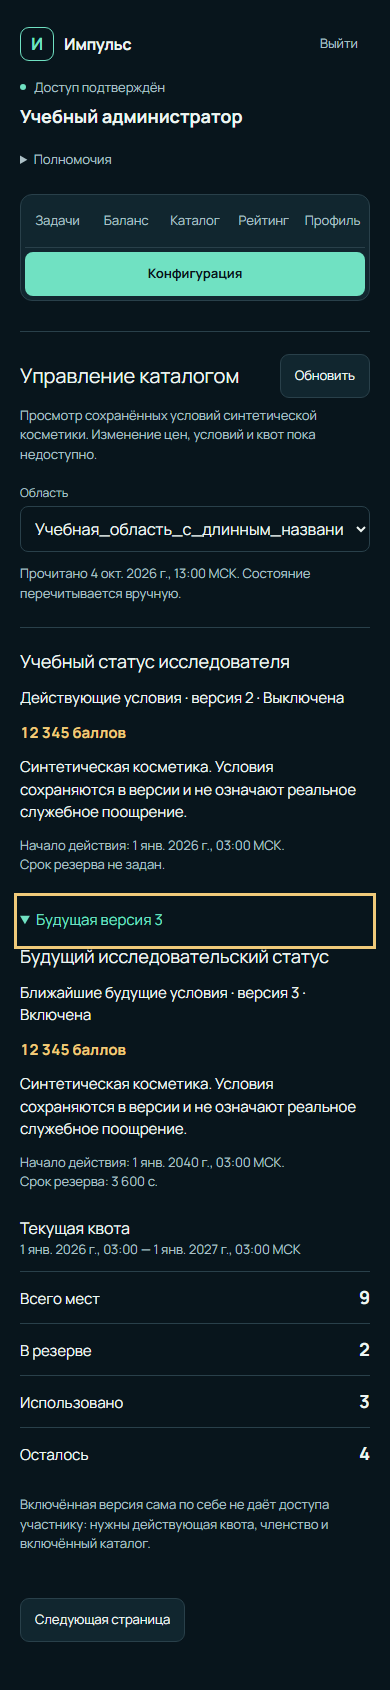 И Импульс Выйти
Доступ подтверждён
Учебный администратор
Полномочия
Задачи Баланс Каталог Рейтинг Профиль
Конфигурация
Управление каталогом Обновить
Просмотр сохранённых условий синтетической
косметики. Изменение цен, условий и квот пока
недоступно.
Область
Учебная_область_с_длинным_названи
Прочитано 4 окт. 2026 г., 13:00 МСК. Состояние
перечитывается вручную.
Учебный статус исследователя
Действующие условия · версия 2 · Выключена
12 345 баллов
Синтетическая косметика. Условия
сохраняются в версии и не означают реальное
служебное поощрение.
Начало действия: 1 янв. 2026 г., 03:00 МСК.
Срок резерва не задан.
Будущая версия 3
Будущий исследовательский статус
Ближайшие будущие условия · версия 3 ·
Включена
12 345 баллов
Синтетическая косметика. Условия
сохраняются в версии и не означают реальное
служебное поощрение.
Начало действия: 1 янв. 2040 г., 03:00 МСК.
Срок резерва: 3 600 с.
Текущая квота
1 янв. 2026 г., 03:00 — 1 янв. 2027 г., 03:00 МСК
Всего мест 9
В резерве 2
Использовано 3
Осталось 4
Включённая версия сама по себе не даёт доступа
участнику: нужны действующая квота, членство и
включённый каталог.
Следующая страница